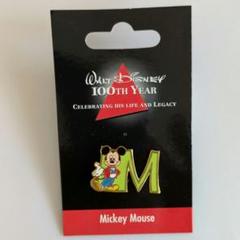 WALT DISNEY
100TH YEAR
CELEBRATING HIS LIFE AND LEGACY
M
Mickey Mouse